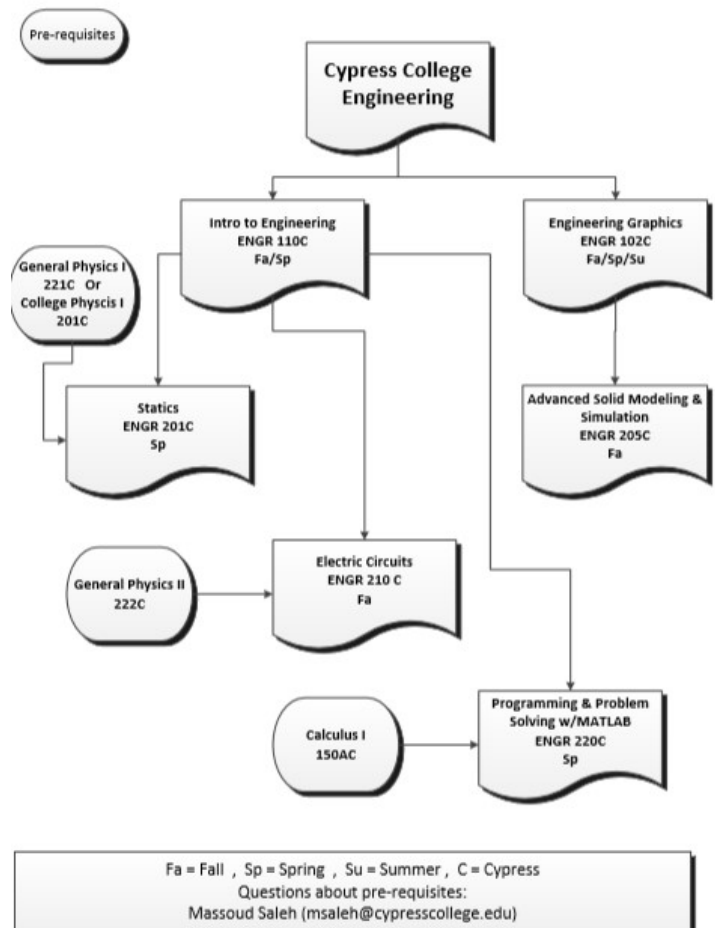 Pre-requisites
Cypress College
Engineering
Intro to Engineering
ENGR 110C
Fa/Sp
Engineering Graphics
ENGR 102C
Fa/Sp/Su
General Physics I
221C Or
College Physcis I
201C
Statics
ENGR 201C
Sp
Advanced Solid Modeling &
Simulation
ENGR 205C
Fa
Electric Circuits
ENGR 210 C
Fa
General Physics II
222C
Programming & Problem
Solving w/MATLAB
ENGR 220C
Sp
Calculus I
150AC
Fa = Fall , Sp = Spring , Su = Summer , C = Cypress
Questions about pre-requisites:
Massoud Saleh (msaleh@cypresscollege.edu)